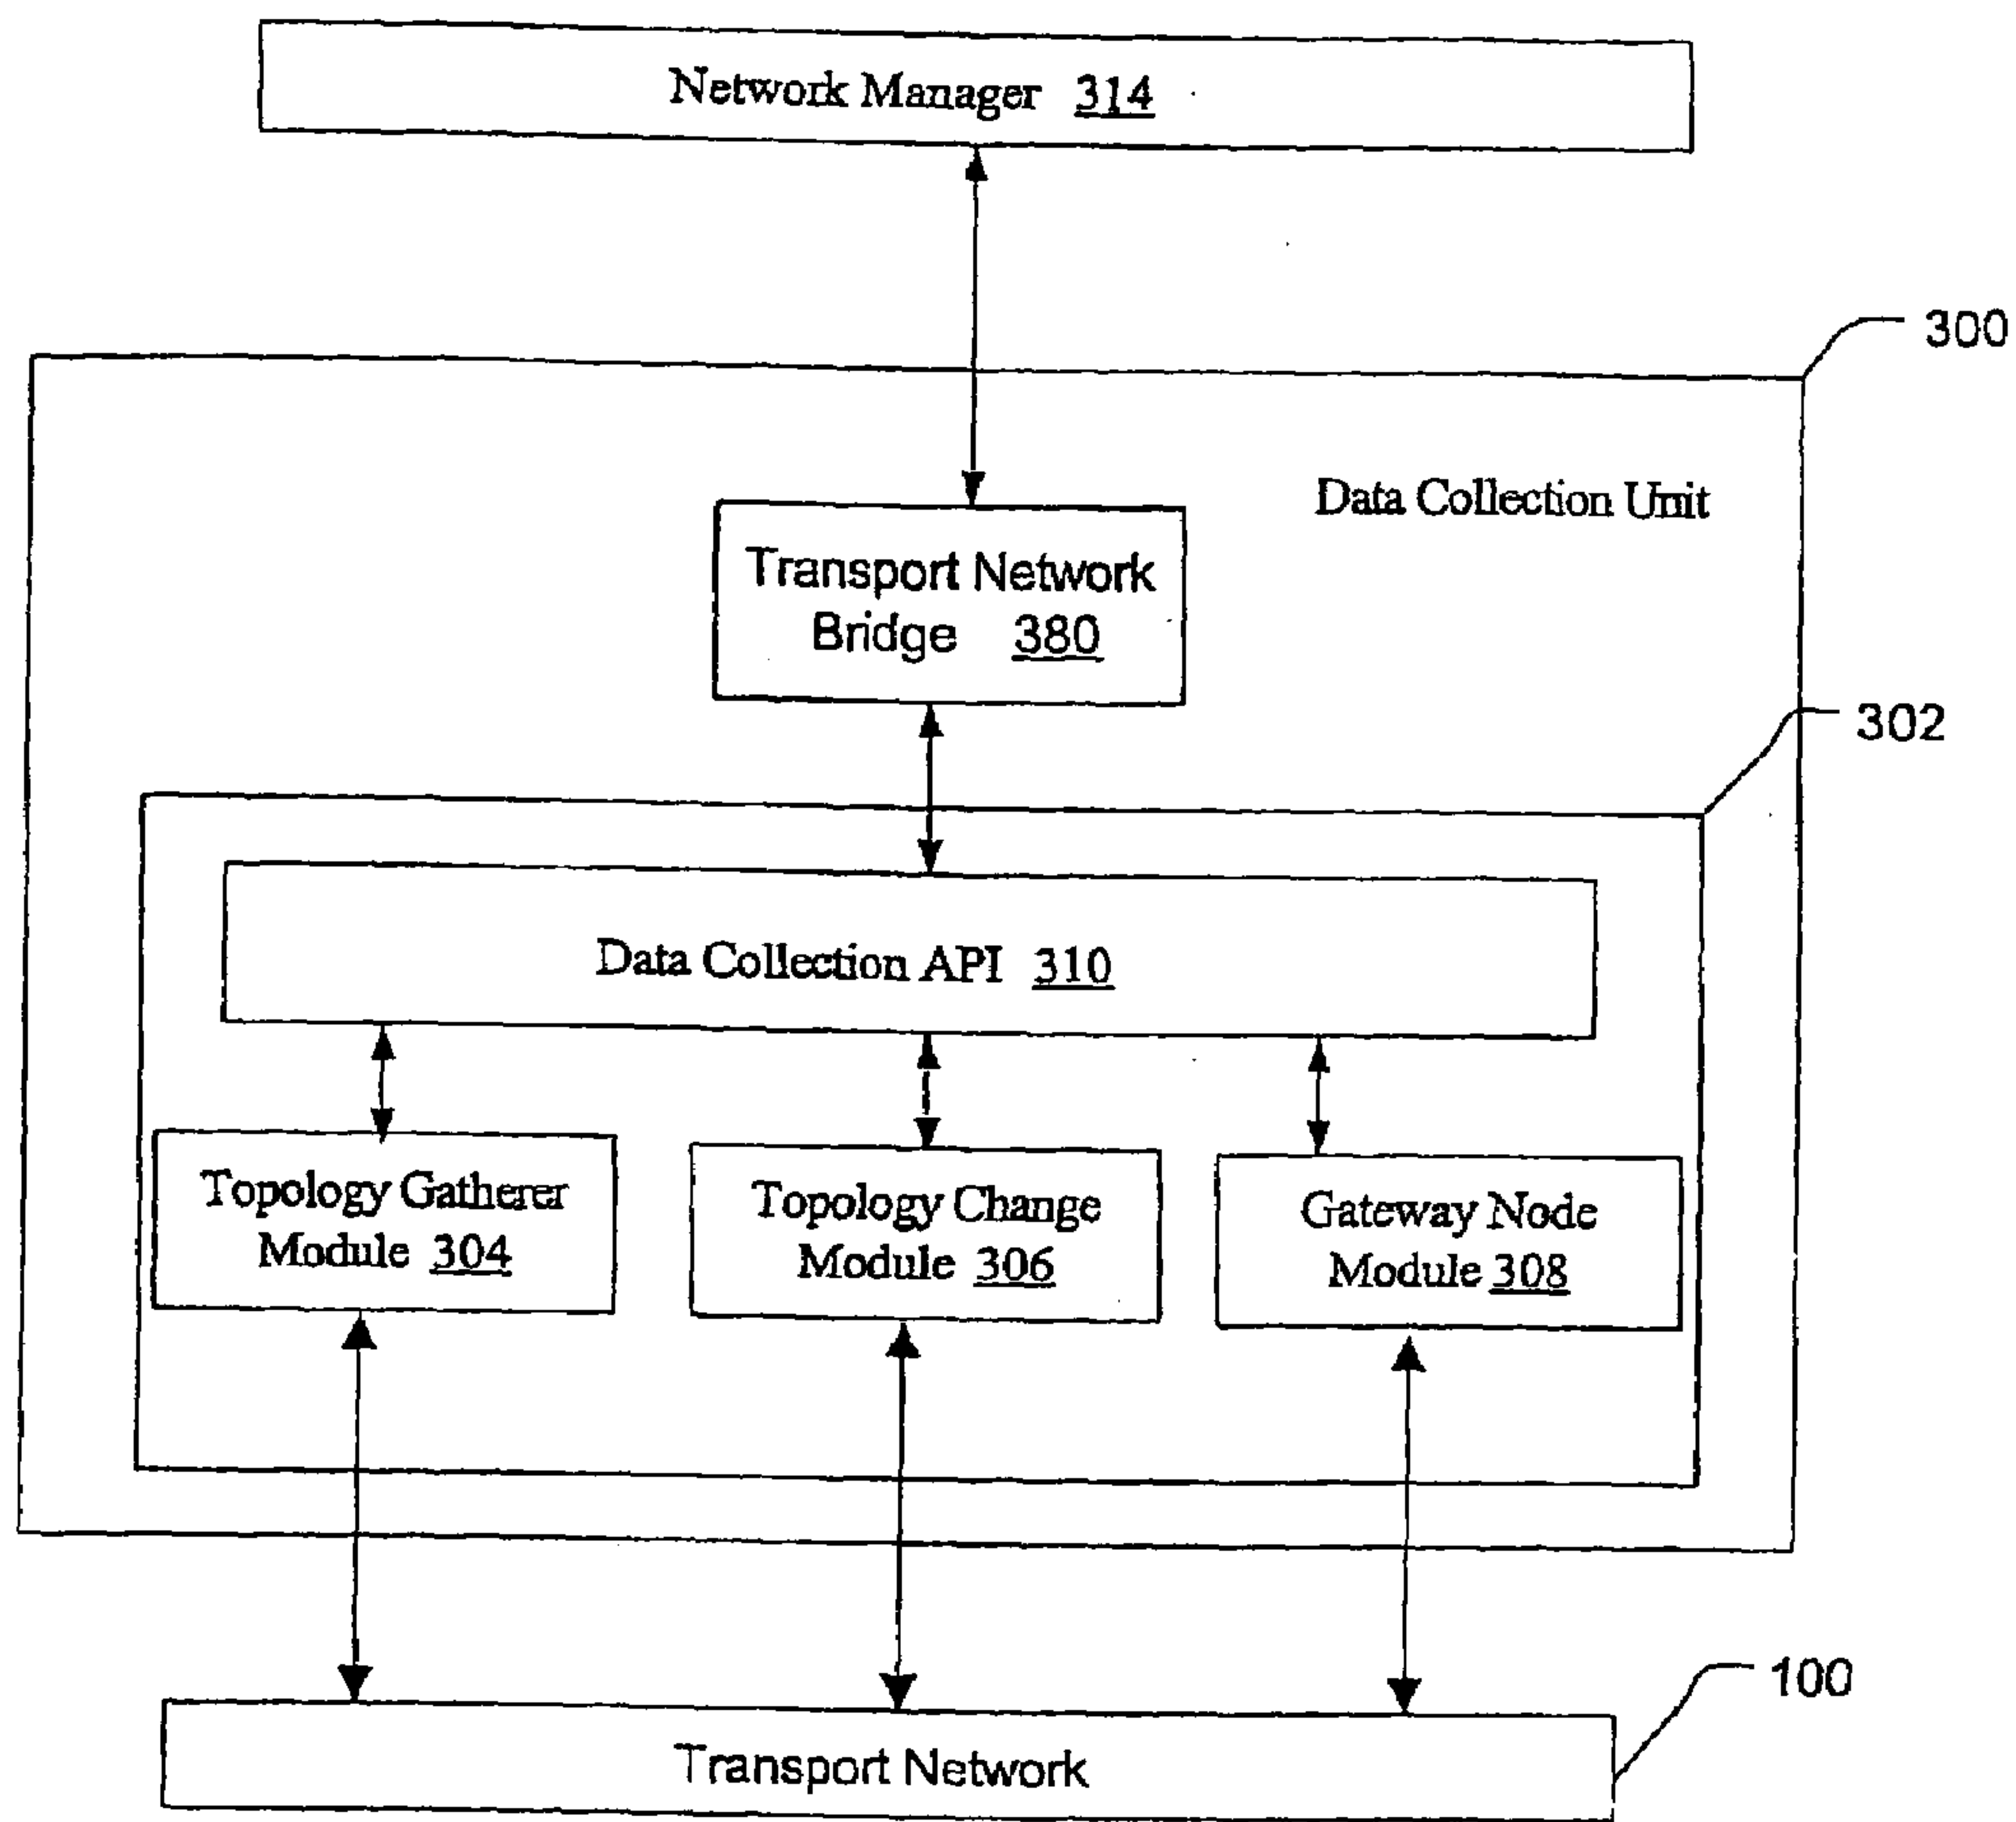 Network Manager 314
300
Data Collection Unit
Transport Network
Bridge 380
302
Data Collection API 310
Topology Gatherer
Module 304
Topology Change
Module 306
Gateway Node
Module 308
100
Transport Network